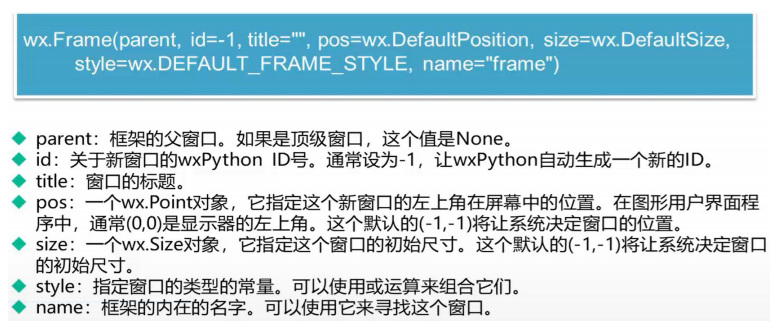 wx.Frame(parent, id=-1, title="", pos=wx.DefaultPosition, size=wx.DefaultSize,
style=wx.DEFAULT_FRAME_STYLE, name="frame")
parent：框架的父窗口。如果是顶级窗口，这个值是None。
id：关于新窗口的wxPython ID号。通常设为-1，让wxPython自动生成一个新的ID。
title：窗口的标题。
pos：一个wx.Point对象，它指定这个新窗口的左上角在屏幕中的位置。在图形用户界面程
序中，通常(0,0)是显示器的左上角。这个默认的(-1,-1)将让系统决定窗口的位置。
size：一个wx.Size对象，它指定这个窗口的初始尺寸。这个默认的(-1,-1)将让系统决定窗口
的初始尺寸。
style：指定窗口的类型的常量。可以使用或运算来组合它们。
name：框架的内在的名字。可以使用它来寻找这个窗口。